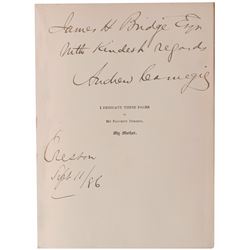 James H Bridge Esq
With Kindest regards
Andrew Carnegie
I DEDICATE THESE PAGES
TO
MY FAVORITE HEROINE,
My Mother.
Cresson
Sept 11/86